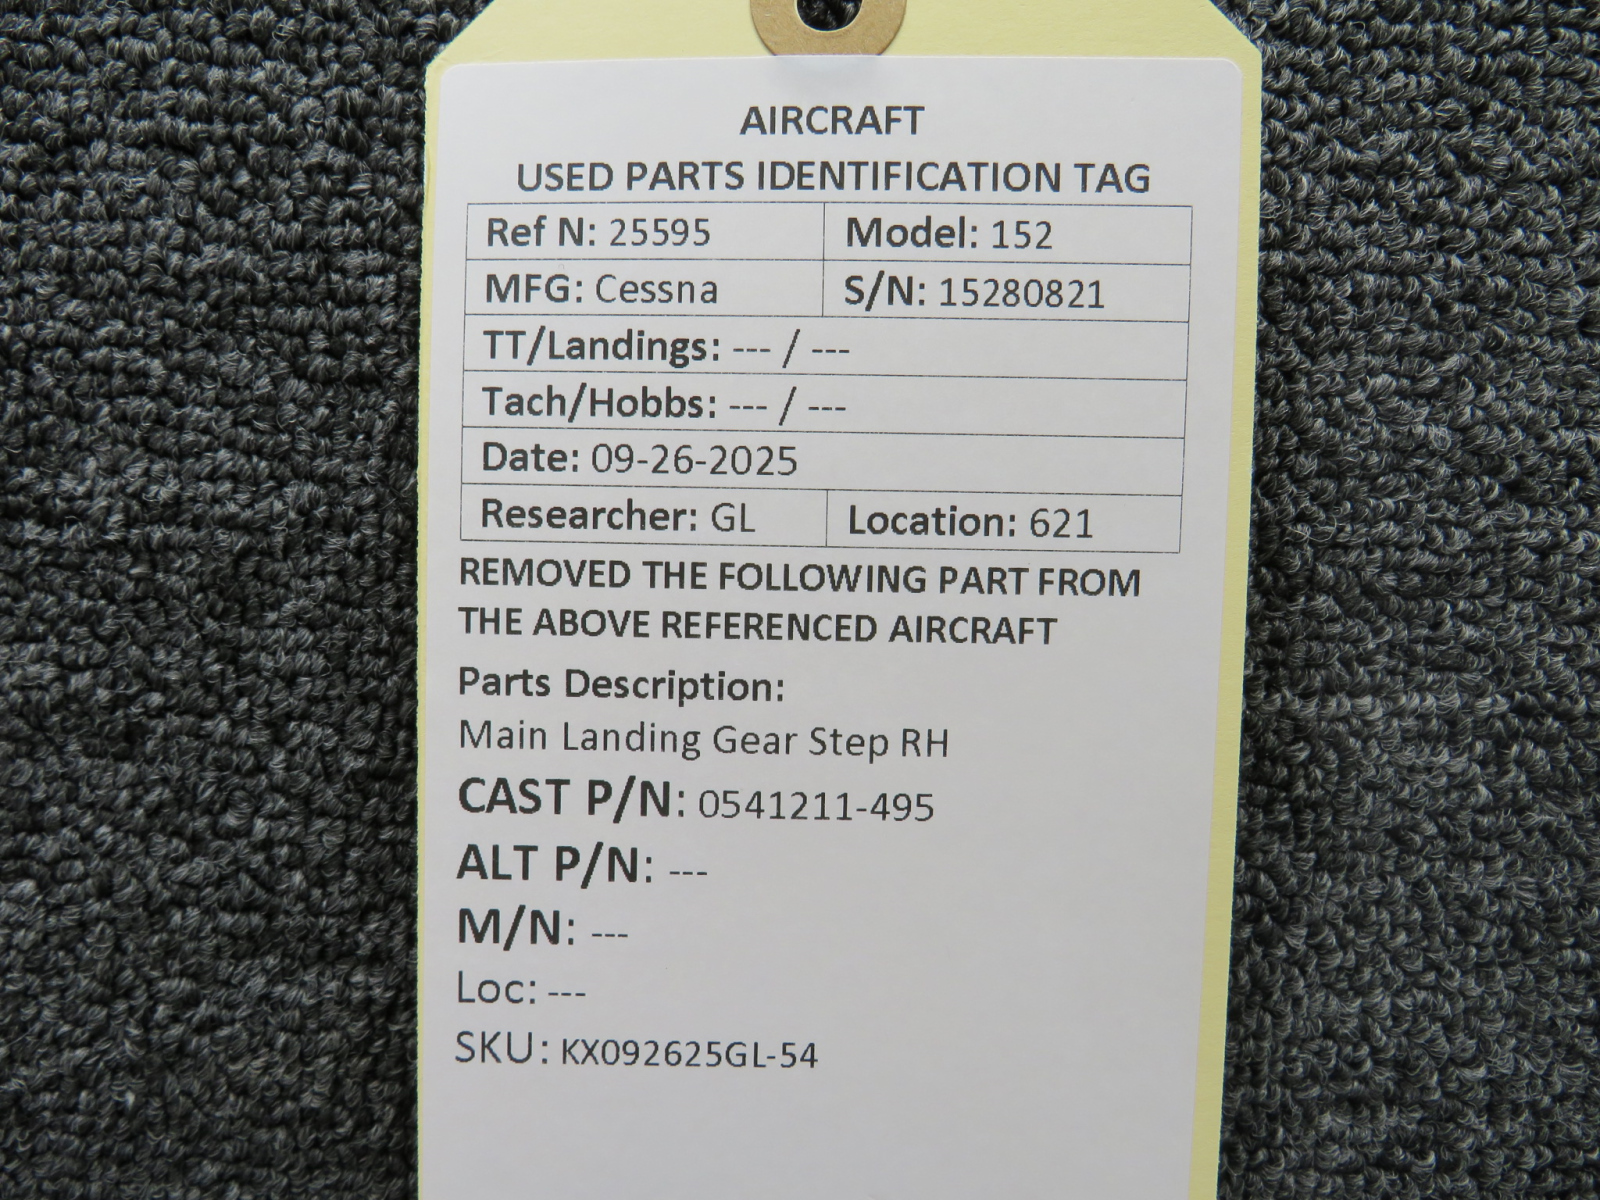 AIRCRAFT
USED PARTS IDENTIFICATION TAG
Ref N: 25595 Model: 152
MFG: Cessna S/N: 15280821
TT/Landings: --- / ---
Tach/Hobbs: --- / ---
Date: 09-26-2025
Researcher: GL Location: 621
REMOVED THE FOLLOWING PART FROM
THE ABOVE REFERENCED AIRCRAFT
Parts Description:
Main Landing Gear Step RH
CAST P/N: 0541211-495
ALT P/N: ---
M/N: ---
Loc: ---
SKU: KX092625GL-54